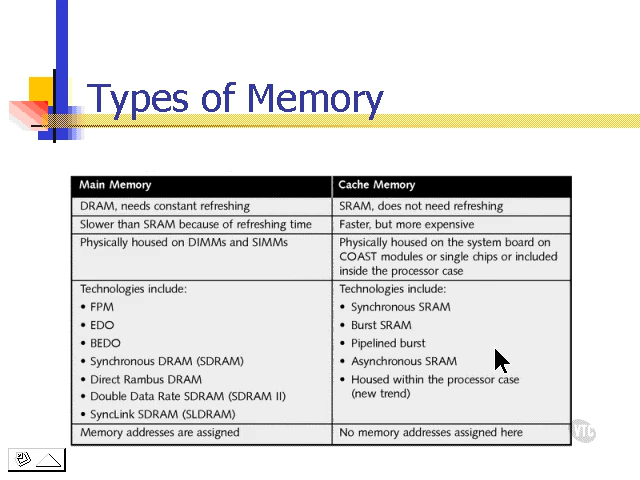 Types of Memory
Main Memory
Cache Memory
DRAM, needs constant refreshing
SRAM, does not need refreshing
Slower than SRAM because of refreshing time
Faster, but more expensive
Physically housed on DIMMs and SIMMs
Physically housed on the system board on
COAST modules or single chips or included
inside the processor case
Technologies include:
• FPM
• EDO
• BEDO
• Synchronous DRAM (SDRAM)
• Direct Rambus DRAM
• Double Data Rate SDRAM (SDRAM II)
• SyncLink SDRAM (SLDRAM)
Technologies include:
• Synchronous SRAM
• Burst SRAM
• Pipelined burst
• Asynchronous SRAM
• Housed within the processor case
(new trend)
Memory addresses are assigned
No memory addresses assigned here
VTC